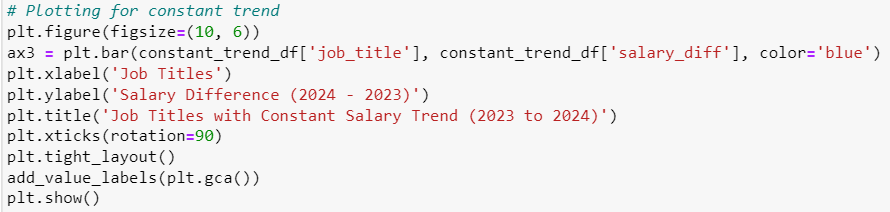 # Plotting for constant trend
plt.figure(figsize=(10, 6))
ax3 = plt.bar(constant_trend_df['job_title'], constant_trend_df['salary_diff'], color='blue')
plt.xlabel('Job Titles')
plt.ylabel('Salary Difference (2024 - 2023)')
plt.title('Job Titles with Constant Salary Trend (2023 to 2024)')
plt.xticks(rotation=90)
plt.tight_layout()
add_value_labels(plt.gca())
plt.show()